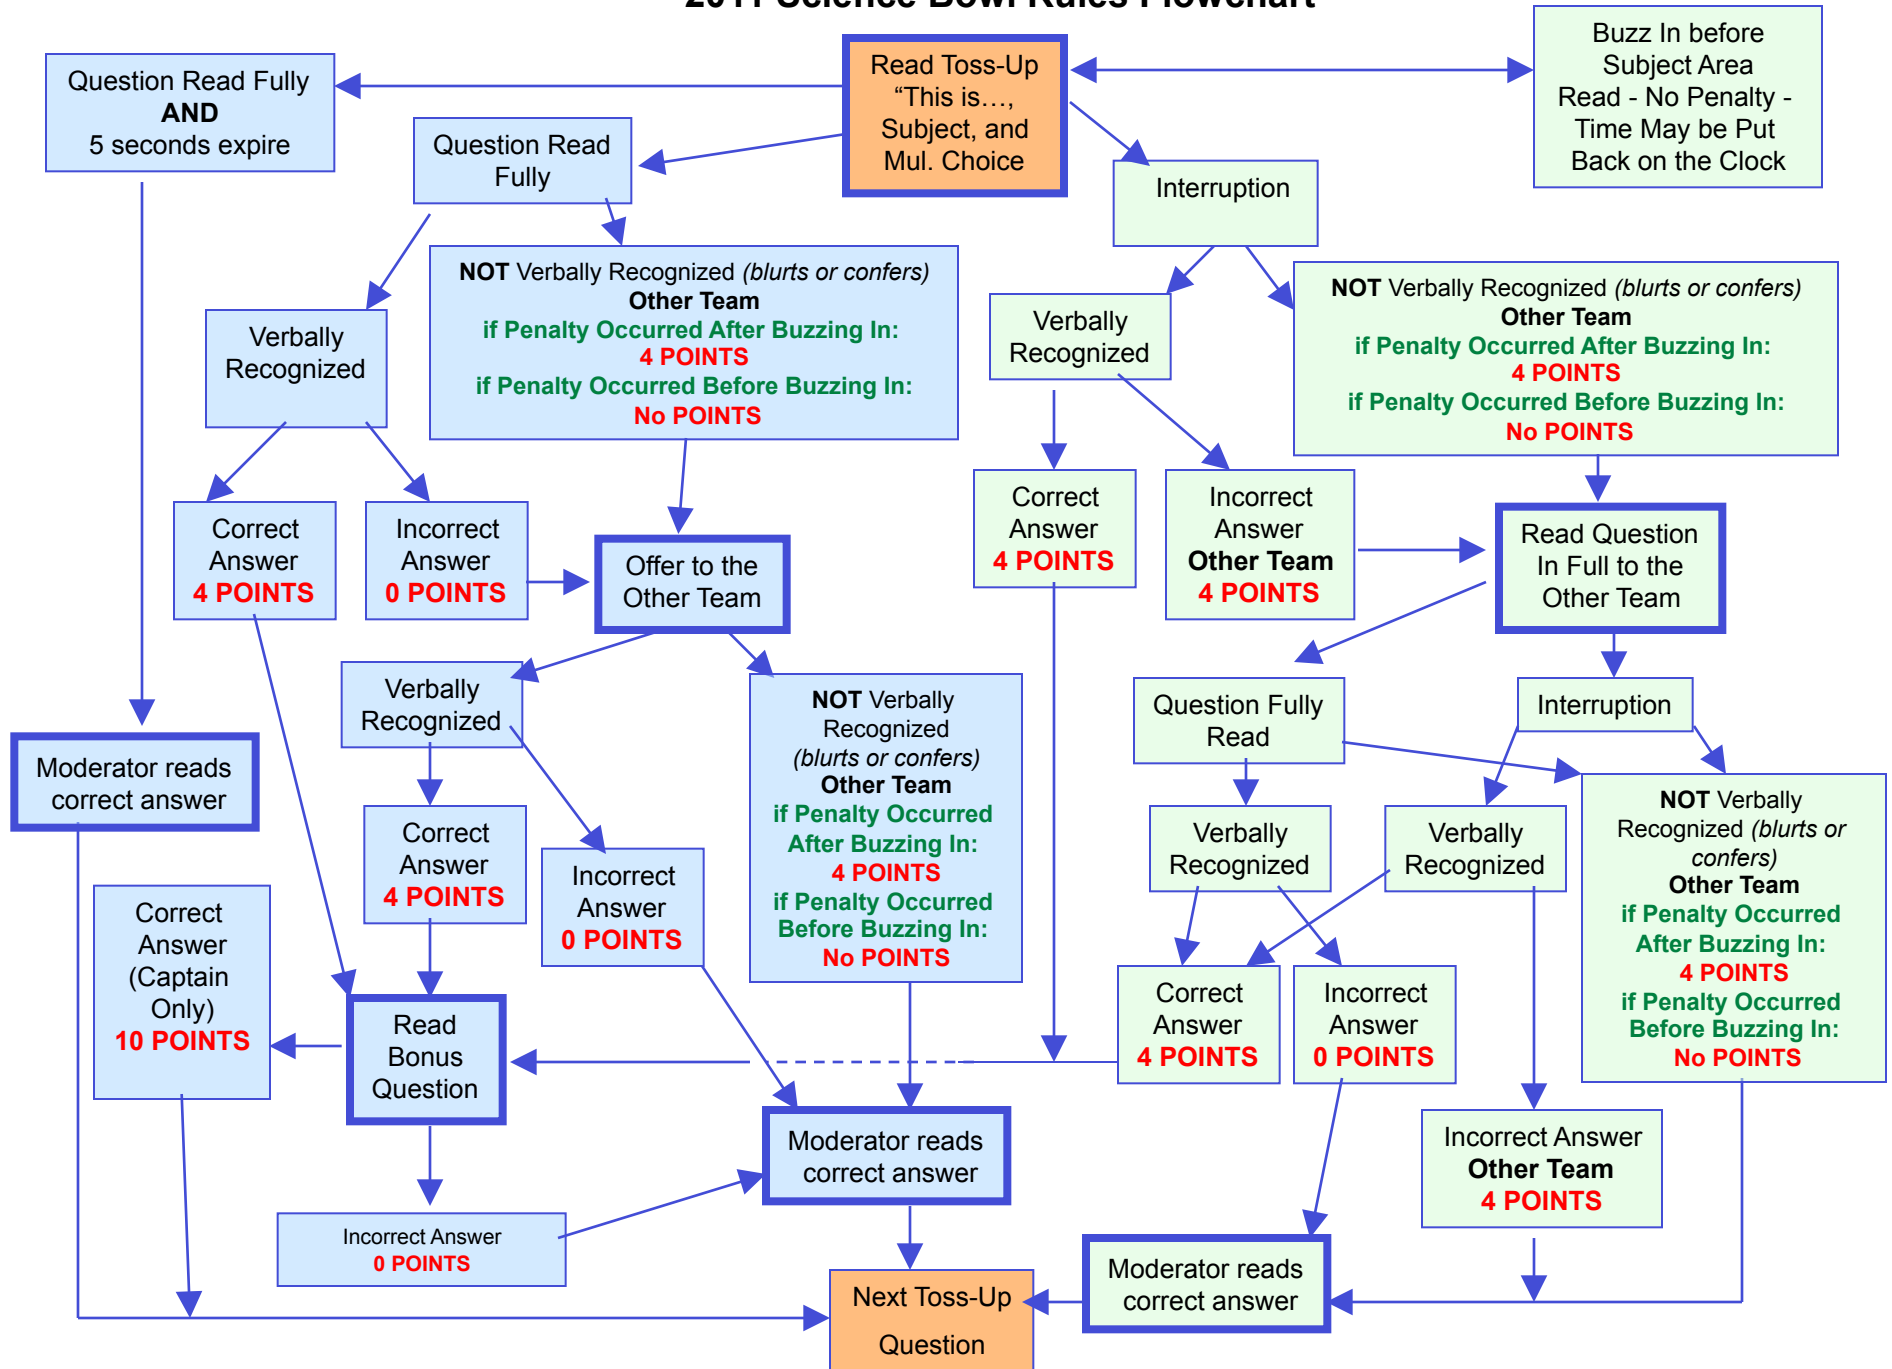 2011 Science Bowl Rules Flowchart
Question Read Fully
AND
5 seconds expire
Question Read
Fully
Read Toss-Up
“This is…,
Subject, and
Mul. Choice
Buzz In before
Subject Area
Read - No Penalty -
Time May be Put
Back on the Clock
Interruption
NOT Verbally Recognized (blurts or confers)
Other Team
if Penalty Occurred After Buzzing In:
4 POINTS
if Penalty Occurred Before Buzzing In:
No POINTS
Verbally
Recognized
Verbally
Recognized
NOT Verbally Recognized (blurts or confers)
Other Team
if Penalty Occurred After Buzzing In:
4 POINTS
if Penalty Occurred Before Buzzing In:
No POINTS
Correct
Answer
4 POINTS
Incorrect
Answer
0 POINTS
Offer to the
Other Team
Correct
Answer
4 POINTS
Incorrect
Answer
Other Team
4 POINTS
Read Question
In Full to the
Other Team
Verbally
Recognized
NOT Verbally
Recognized
(blurts or confers)
Other Team
if Penalty Occurred
After Buzzing In:
4 POINTS
if Penalty Occurred
Before Buzzing In:
No POINTS
Question Fully
Read
Interruption
Moderator reads
correct answer
Correct
Answer
4 POINTS
Incorrect
Answer
0 POINTS
Verbally
Recognized
Verbally
Recognized
NOT Verbally
Recognized (blurts or
confers)
Other Team
if Penalty Occurred
After Buzzing In:
4 POINTS
if Penalty Occurred
Before Buzzing In:
No POINTS
Correct
Answer
(Captain
Only)
10 POINTS
Read
Bonus
Question
Correct
Answer
4 POINTS
Incorrect
Answer
0 POINTS
Moderator reads
correct answer
Incorrect Answer
Other Team
4 POINTS
Incorrect Answer
0 POINTS
Moderator reads
correct answer
Next Toss-Up
Question